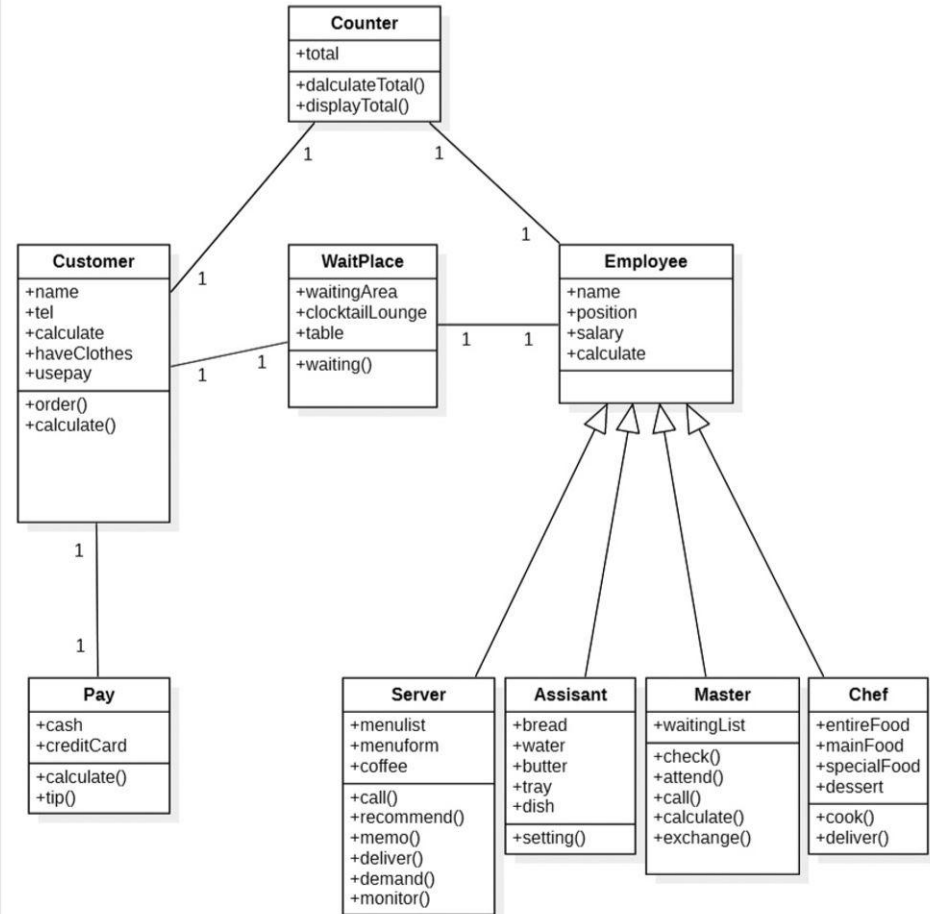 Counter
+total
+dalculateTotal()
+displayTotal()
1
1
1
1
Customer
+name
+tel
+calculate
+haveClothes
+usepay
+order()
+calculate()
WaitPlace
+waitingArea
+clocktailLounge
+table
+waiting()
Employee
+name
+position
+salary
+calculate
1
1
1
1
1
1
Pay
+cash
+creditCard
+calculate()
+tip()
Server
+menulist
+menuform
+coffee
+call()
+recommend()
+memo()
+deliver()
+demand()
+monitor()
Assisant
+bread
+water
+butter
+tray
+dish
+setting()
Master
+waitingList
+check()
+attend()
+call()
+calculate()
+exchange()
Chef
+entireFood
+mainFood
+specialFood
+dessert
+cook()
+deliver()